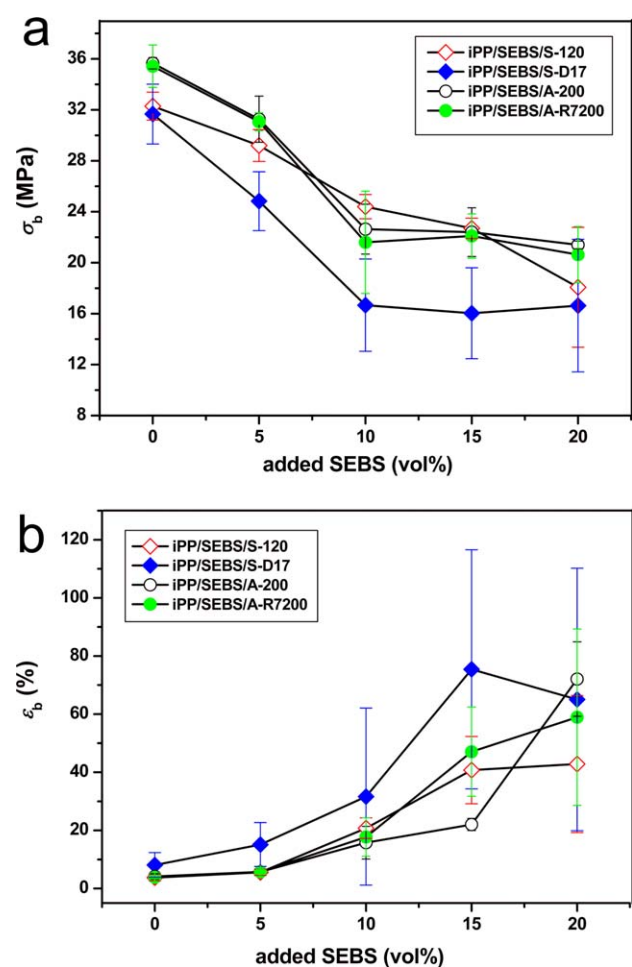 a
iPP/SEBS/S-120
iPP/SEBS/S-D17
iPP/SEBS/A-200
iPP/SEBS/A-R7200
σb (MPa)
36
32
28
24
20
16
12
8
0 5 10 15 20
added SEBS (vol%)
b
iPP/SEBS/S-120
iPP/SEBS/S-D17
iPP/SEBS/A-200
iPP/SEBS/A-R7200
εb (%)
120
100
80
60
40
20
0
0 5 10 15 20
added SEBS (vol%)